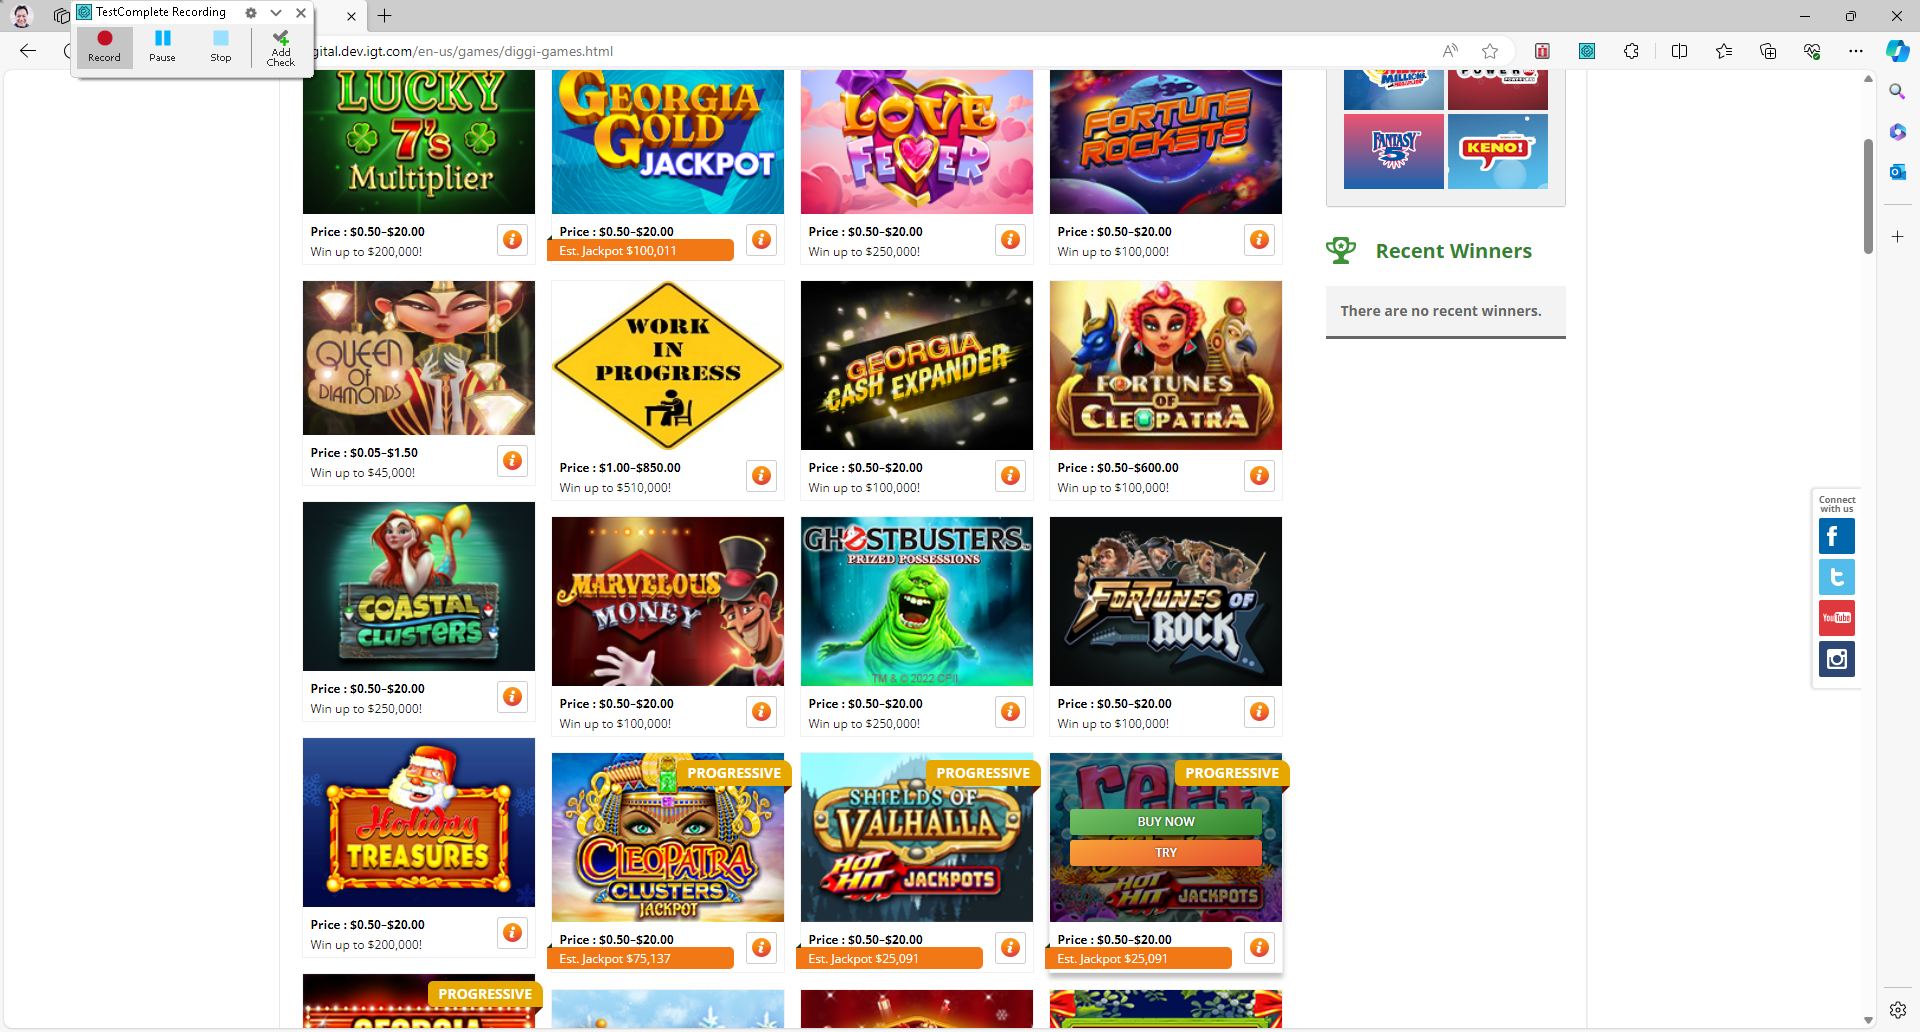 TestComplete Recording
Record
Pause
Stop
Add Check
gital.dev.igt.com/en-us/games/diggi-games.html
LUCKY 7's Multiplier
Price : $0.50–$20.00
Win up to $200,000!
GEORGIA GOLD JACKPOT
Price : $0.50–$20.00
Est. Jackpot $100,011
LOVE FEVER
Price : $0.50–$20.00
Win up to $250,000!
FORTUNE ROCKETS
Price : $0.50–$20.00
Win up to $100,000!
MILLIONS
POWER
FANTASY 5
KENO!
Recent Winners
There are no recent winners.
QUEEN OF DIAMONDS
Price : $0.05–$1.50
Win up to $45,000!
WORK
IN
PROGRESS
Price : $1.00–$850.00
Win up to $510,000!
GEORGIA
CASH EXPANDER
Price : $0.50–$20.00
Win up to $100,000!
FORTUNES
OF
CLEOPATRA
Price : $0.50–$600.00
Win up to $100,000!
Connect
with us
f
t
YouTube
COASTAL
CLUSTERS
Price : $0.50–$20.00
Win up to $250,000!
MARVELOUS
MONEY
Price : $0.50–$20.00
Win up to $100,000!
GHOSTBUSTERS
PRIZED POSSESSIONS
TM & © 2022 CPII
Price : $0.50–$20.00
Win up to $250,000!
FORTUNES OF
ROCK
Price : $0.50–$20.00
Win up to $100,000!
Holiday
TREASURES
Price : $0.50–$20.00
Win up to $200,000!
PROGRESSIVE
CLEOPATRA
CLUSTERS
JACKPOT
Price : $0.50–$20.00
Est. Jackpot $75,137
PROGRESSIVE
SHIELDS OF
VALHALLA
HOT HIT JACKPOTS
Price : $0.50–$20.00
Est. Jackpot $25,091
PROGRESSIVE
reef
BUY NOW
TRY
HOT HIT JACKPOTS
Price : $0.50–$20.00
Est. Jackpot $25,091
PROGRESSIVE
GEORGIA